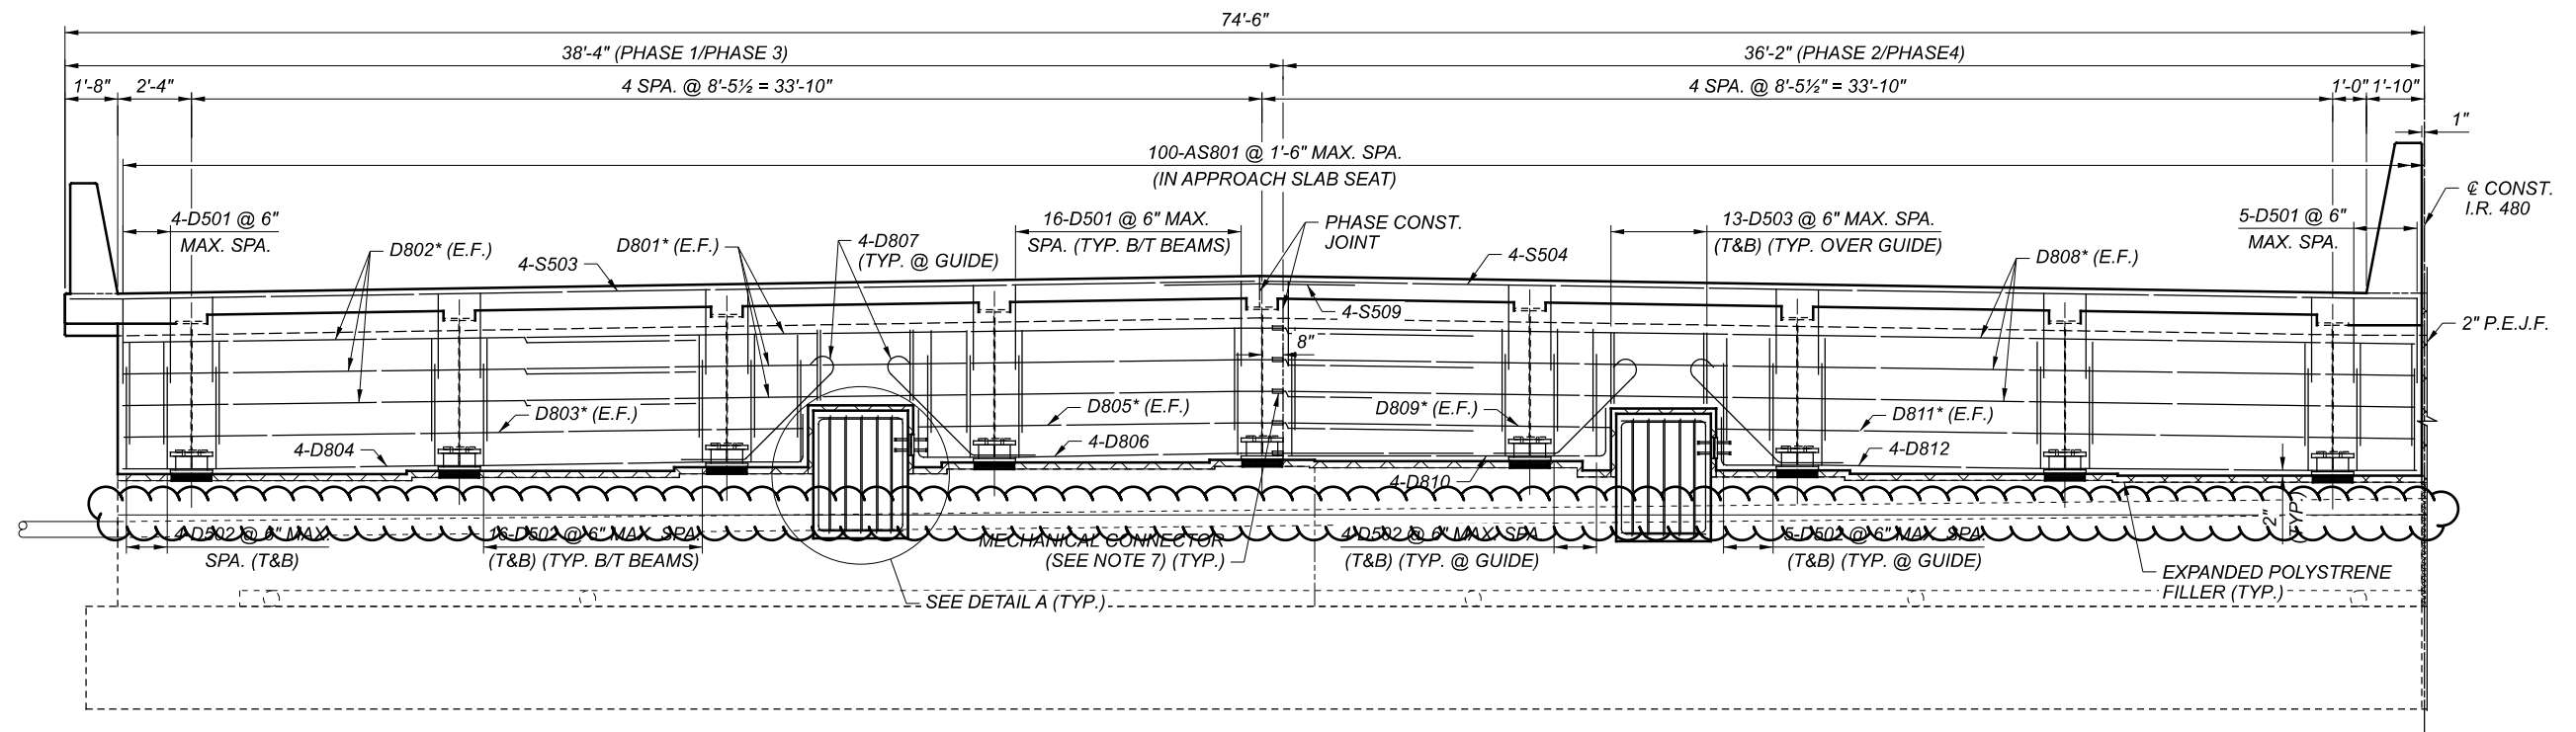 74'-6"
38'-4" (PHASE 1/PHASE 3)
36'-2" (PHASE 2/PHASE4)
1'-8"
2'-4"
4 SPA. @ 8'-5½ = 33'-10"
4 SPA. @ 8'-5½" = 33'-10"
1'-0"
1'-10"
1"
100-AS801 @ 1'-6" MAX. SPA.
(IN APPROACH SLAB SEAT)
℄ CONST.
I.R. 480
4-D501 @ 6"
MAX. SPA.
D802* (E.F.)
4-S503
D801* (E.F.)
4-D807
(TYP. @ GUIDE)
16-D501 @ 6" MAX.
SPA. (TYP. B/T BEAMS)
PHASE CONST.
JOINT
4-S504
13-D503 @ 6" MAX. SPA.
(T&B) (TYP. OVER GUIDE)
D808* (E.F.)
5-D501 @ 6"
MAX. SPA.
4-S509
8"
2" P.E.J.F.
D803* (E.F.)
D805* (E.F.)
D809* (E.F.)
D811* (E.F.)
4-D804
4-D806
4-D810
4-D812
2"
(TYP.)
4-D502 @ 6" MAX.
SPA. (T&B)
16-D502 @ 6" MAX. SPA.
(T&B) (TYP. B/T BEAMS)
MECHANICAL CONNECTOR
(SEE NOTE 7) (TYP.)
4-D502 @ 6" MAX. SPA.
(T&B) (TYP. @ GUIDE)
5-D502 @ 6" MAX. SPA.
(T&B) (TYP. @ GUIDE)
EXPANDED POLYSTRENE
FILLER (TYP.)
SEE DETAIL A (TYP.)